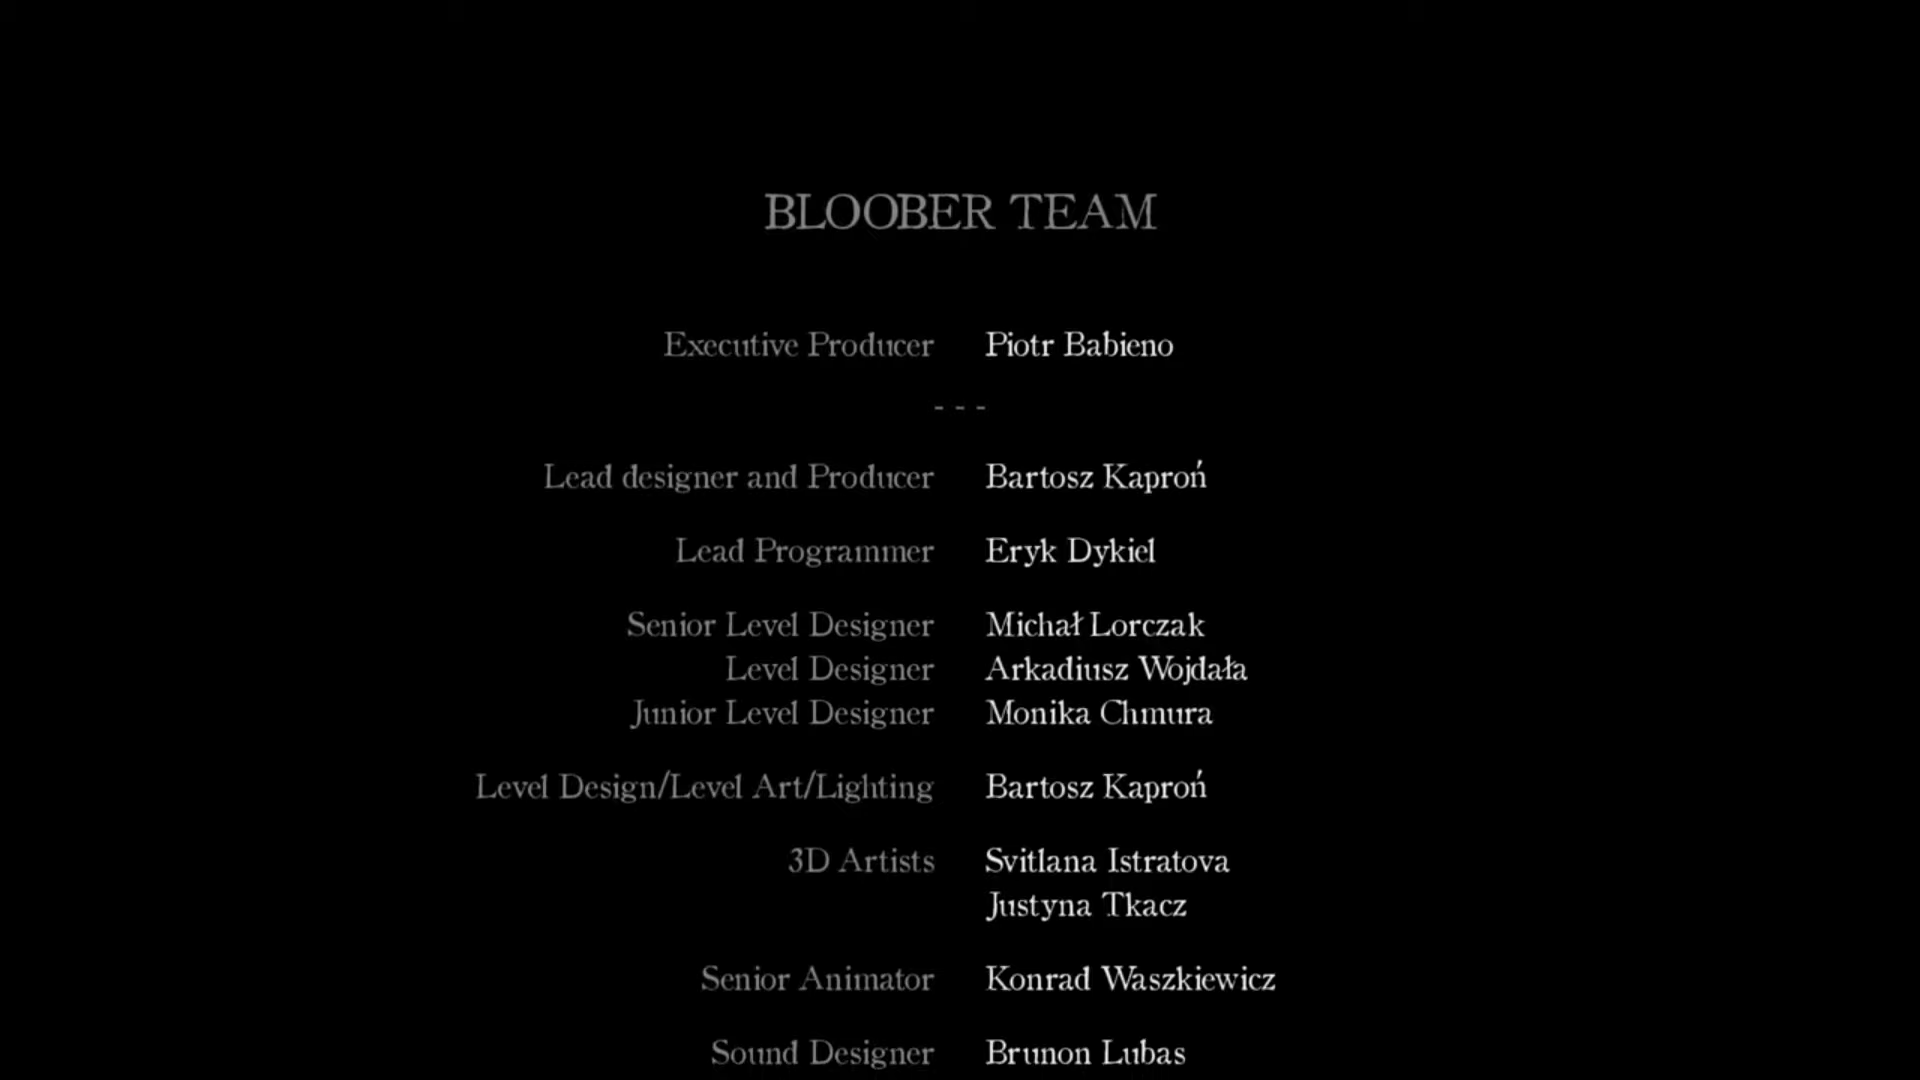 BLOOBER TEAM
Executive Producer Piotr Babieno
- - -
Lead designer and Producer Bartosz Kaproń
Lead Programmer Eryk Dykiel
Senior Level Designer Michał Lorczak
Level Designer Arkadiusz Wojdała
Junior Level Designer Monika Chmura
Level Design/Level Art/Lighting Bartosz Kaproń
3D Artists Svitlana Istratova
Justyna Tkacz
Senior Animator Konrad Waszkiewicz
Sound Designer Brunon Lubas